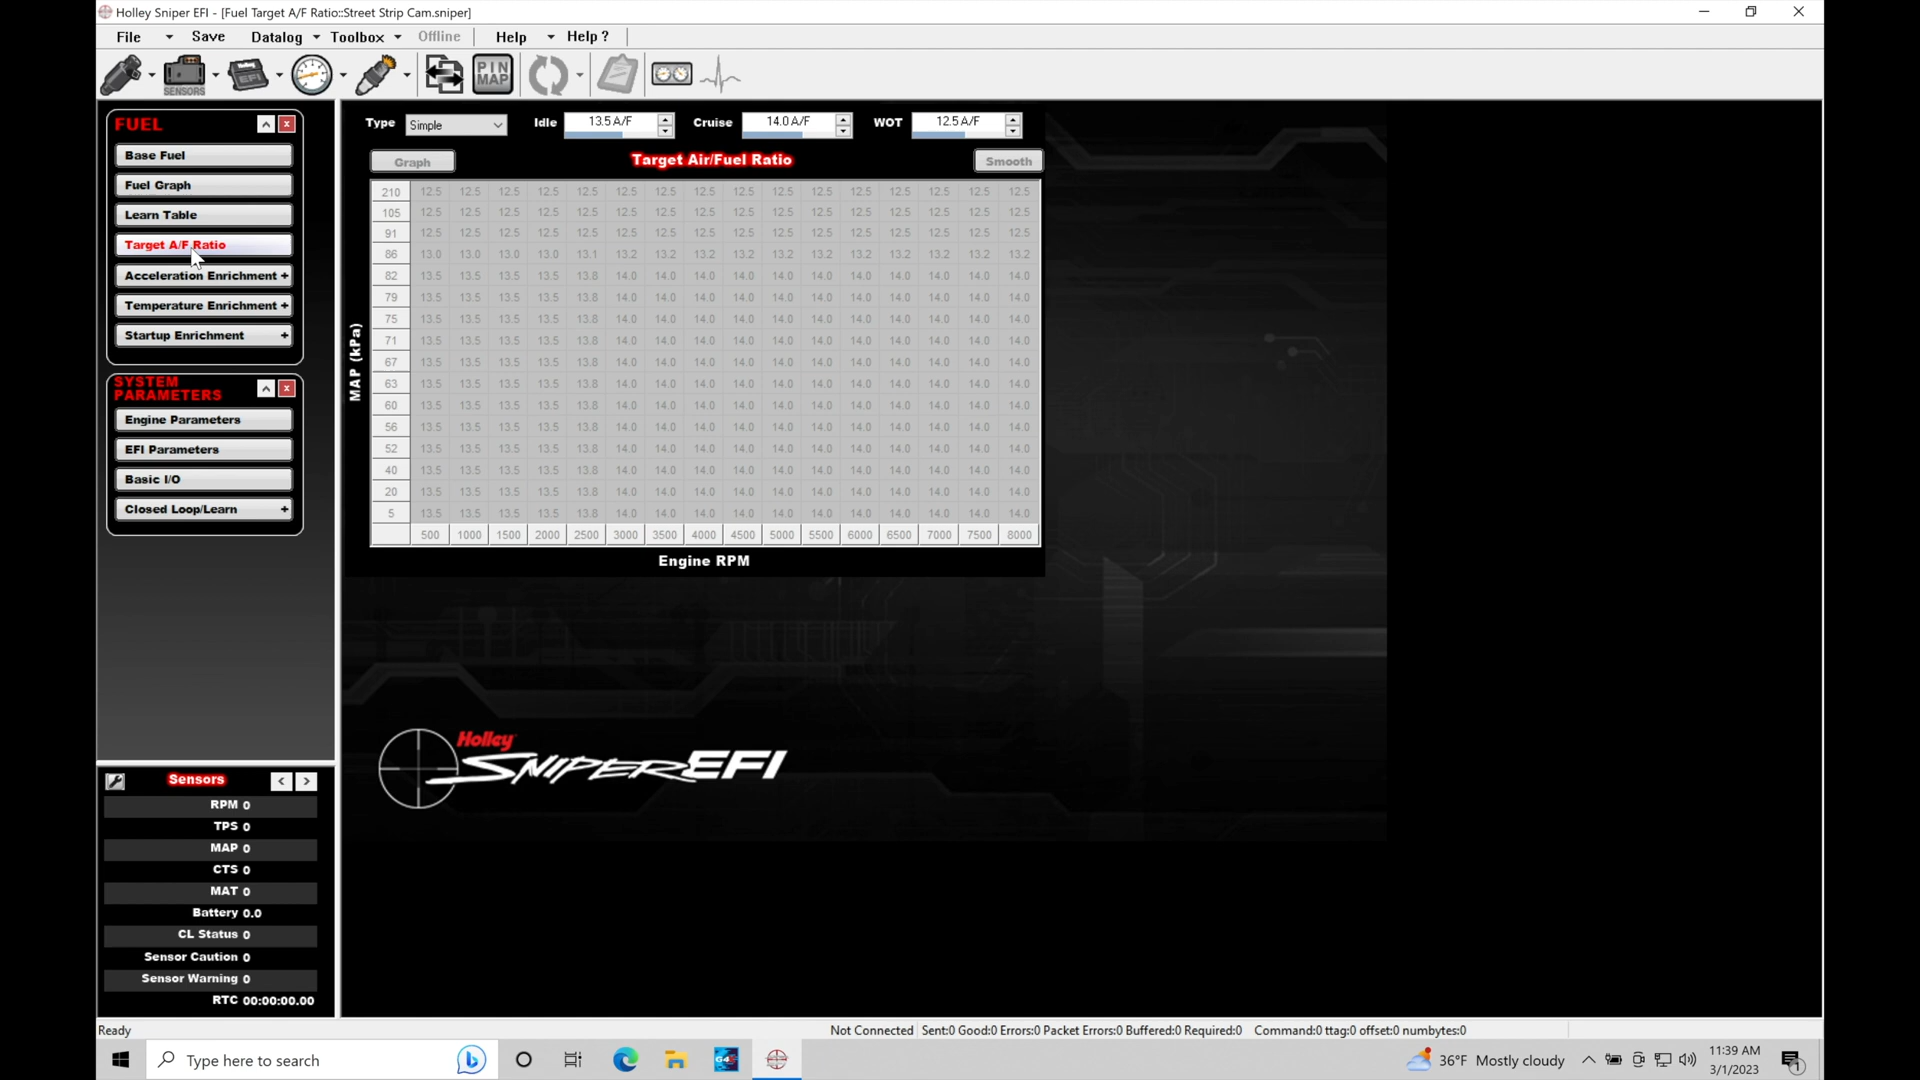 Holley Sniper EFI - [Fuel Target A/F Ratio::Street Strip Cam.sniper]
File Save Datalog Toolbox Offline Help Help ?
SENSORS EFI PIN MAP
FUEL
Base Fuel
Fuel Graph
Learn Table
Target A/F Ratio
Acceleration Enrichment +
Temperature Enrichment +
Startup Enrichment +
SYSTEM
PARAMETERS
Engine Parameters
EFI Parameters
Basic I/O
Closed Loop/Learn +
Sensors
RPM 0
TPS 0
MAP 0
CTS 0
MAT 0
Battery 0.0
CL Status 0
Sensor Caution 0
Sensor Warning 0
RTC 00:00:00.00
Type Simple Idle 13.5 A/F Cruise 14.0 A/F WOT 12.5 A/F
Graph Target Air/Fuel Ratio Smooth
MAP (kPa)
210 12.5 12.5 12.5 12.5 12.5 12.5 12.5 12.5 12.5 12.5 12.5 12.5 12.5 12.5 12.5 12.5
105 12.5 12.5 12.5 12.5 12.5 12.5 12.5 12.5 12.5 12.5 12.5 12.5 12.5 12.5 12.5 12.5
91 12.5 12.5 12.5 12.5 12.5 12.5 12.5 12.5 12.5 12.5 12.5 12.5 12.5 12.5 12.5 12.5
86 13.0 13.0 13.0 13.0 13.1 13.2 13.2 13.2 13.2 13.2 13.2 13.2 13.2 13.2 13.2 13.2
82 13.5 13.5 13.5 13.5 13.8 14.0 14.0 14.0 14.0 14.0 14.0 14.0 14.0 14.0 14.0 14.0
79 13.5 13.5 13.5 13.5 13.8 14.0 14.0 14.0 14.0 14.0 14.0 14.0 14.0 14.0 14.0 14.0
75 13.5 13.5 13.5 13.5 13.8 14.0 14.0 14.0 14.0 14.0 14.0 14.0 14.0 14.0 14.0 14.0
71 13.5 13.5 13.5 13.5 13.8 14.0 14.0 14.0 14.0 14.0 14.0 14.0 14.0 14.0 14.0 14.0
67 13.5 13.5 13.5 13.5 13.8 14.0 14.0 14.0 14.0 14.0 14.0 14.0 14.0 14.0 14.0 14.0
63 13.5 13.5 13.5 13.5 13.8 14.0 14.0 14.0 14.0 14.0 14.0 14.0 14.0 14.0 14.0 14.0
60 13.5 13.5 13.5 13.5 13.8 14.0 14.0 14.0 14.0 14.0 14.0 14.0 14.0 14.0 14.0 14.0
56 13.5 13.5 13.5 13.5 13.8 14.0 14.0 14.0 14.0 14.0 14.0 14.0 14.0 14.0 14.0 14.0
52 13.5 13.5 13.5 13.5 13.8 14.0 14.0 14.0 14.0 14.0 14.0 14.0 14.0 14.0 14.0 14.0
40 13.5 13.5 13.5 13.5 13.8 14.0 14.0 14.0 14.0 14.0 14.0 14.0 14.0 14.0 14.0 14.0
20 13.5 13.5 13.5 13.5 13.8 14.0 14.0 14.0 14.0 14.0 14.0 14.0 14.0 14.0 14.0 14.0
5 13.5 13.5 13.5 13.5 13.8 14.0 14.0 14.0 14.0 14.0 14.0 14.0 14.0 14.0 14.0 14.0
500 1000 1500 2000 2500 3000 3500 4000 4500 5000 5500 6000 6500 7000 7500 8000
Engine RPM
Holley
SNIPER EFI
Ready Not Connected Sent:0 Good:0 Errors:0 Packet Errors:0 Buffered:0 Required:0 Command:0 ttag:0 offset:0 numbytes:0
Type here to search G4X 36°F Mostly cloudy 11:39 AM
3/1/2023 1